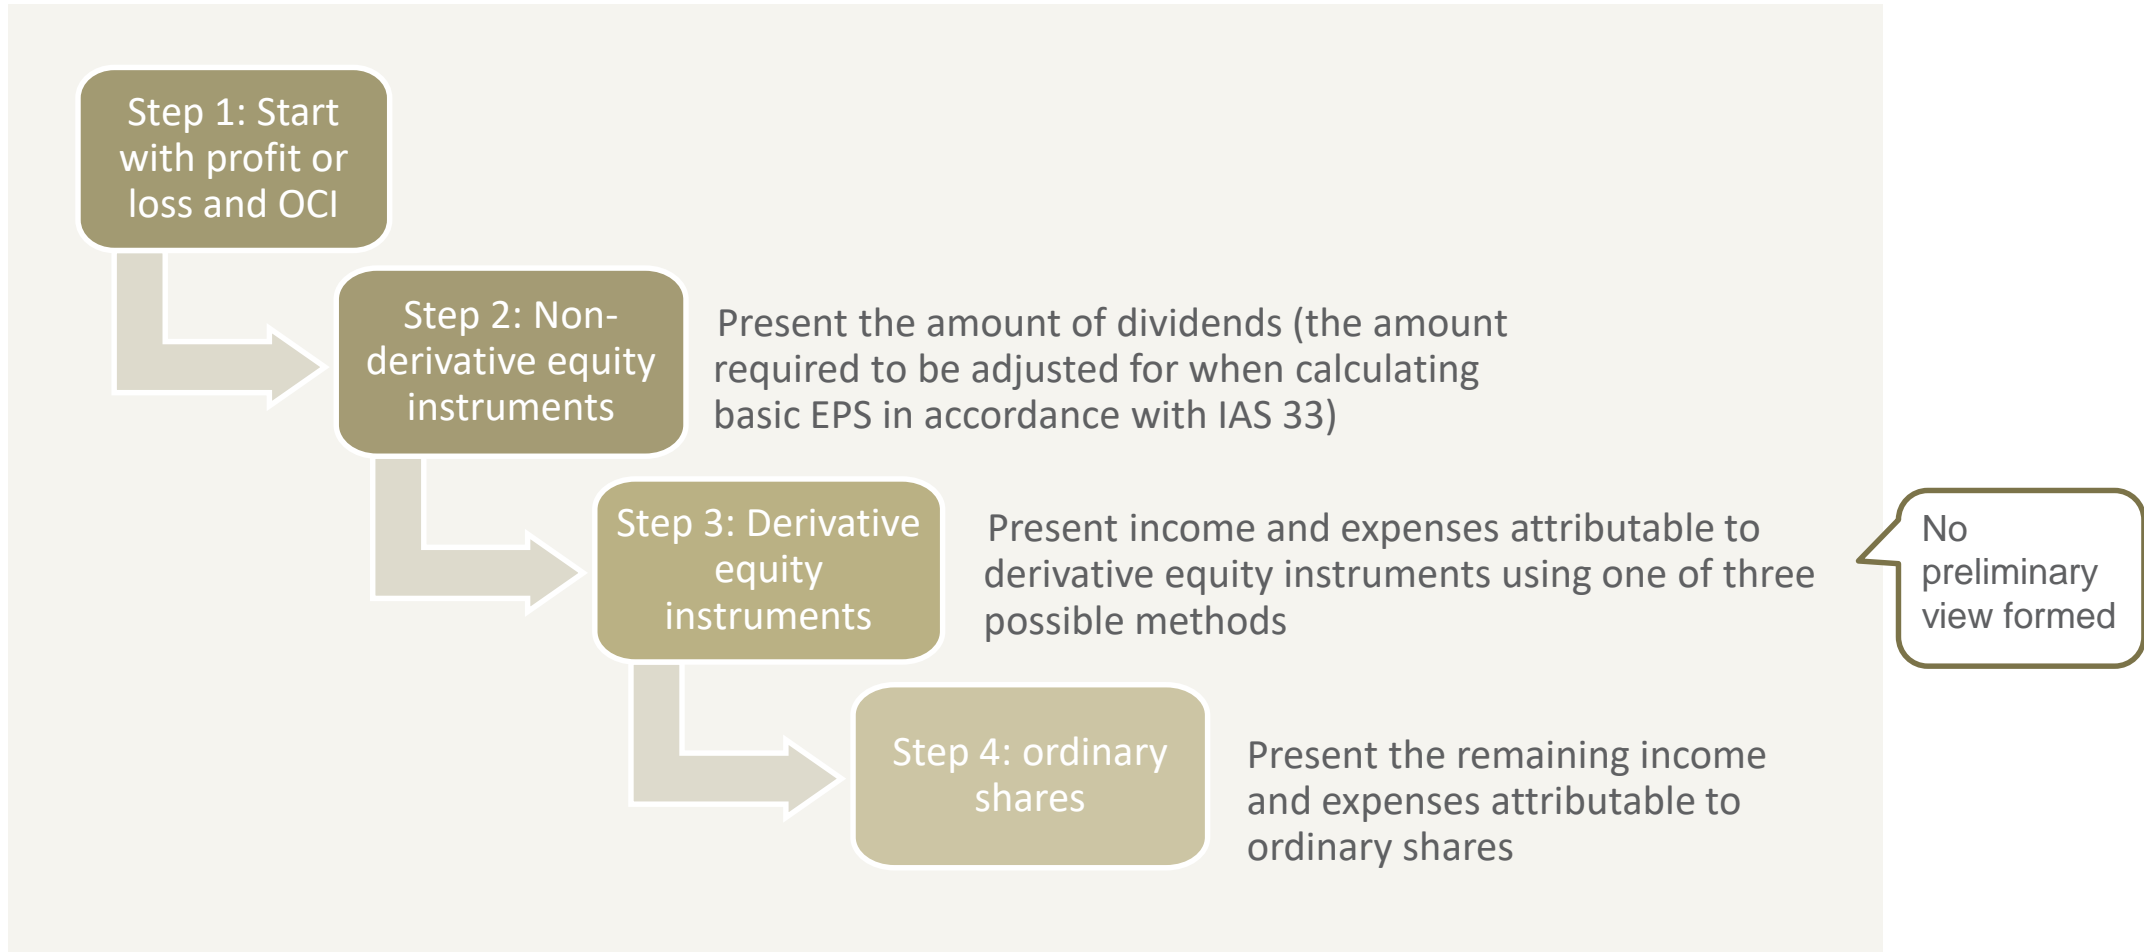 Step 1: Start
with profit or
loss and OCI
Step 2: Non-
derivative equity
instruments
Present the amount of dividends (the amount
required to be adjusted for when calculating
basic EPS in accordance with IAS 33)
Step 3: Derivative
equity
instruments
Present income and expenses attributable to
derivative equity instruments using one of three
possible methods
No
preliminary
view formed
Step 4: ordinary
shares
Present the remaining income
and expenses attributable to
ordinary shares